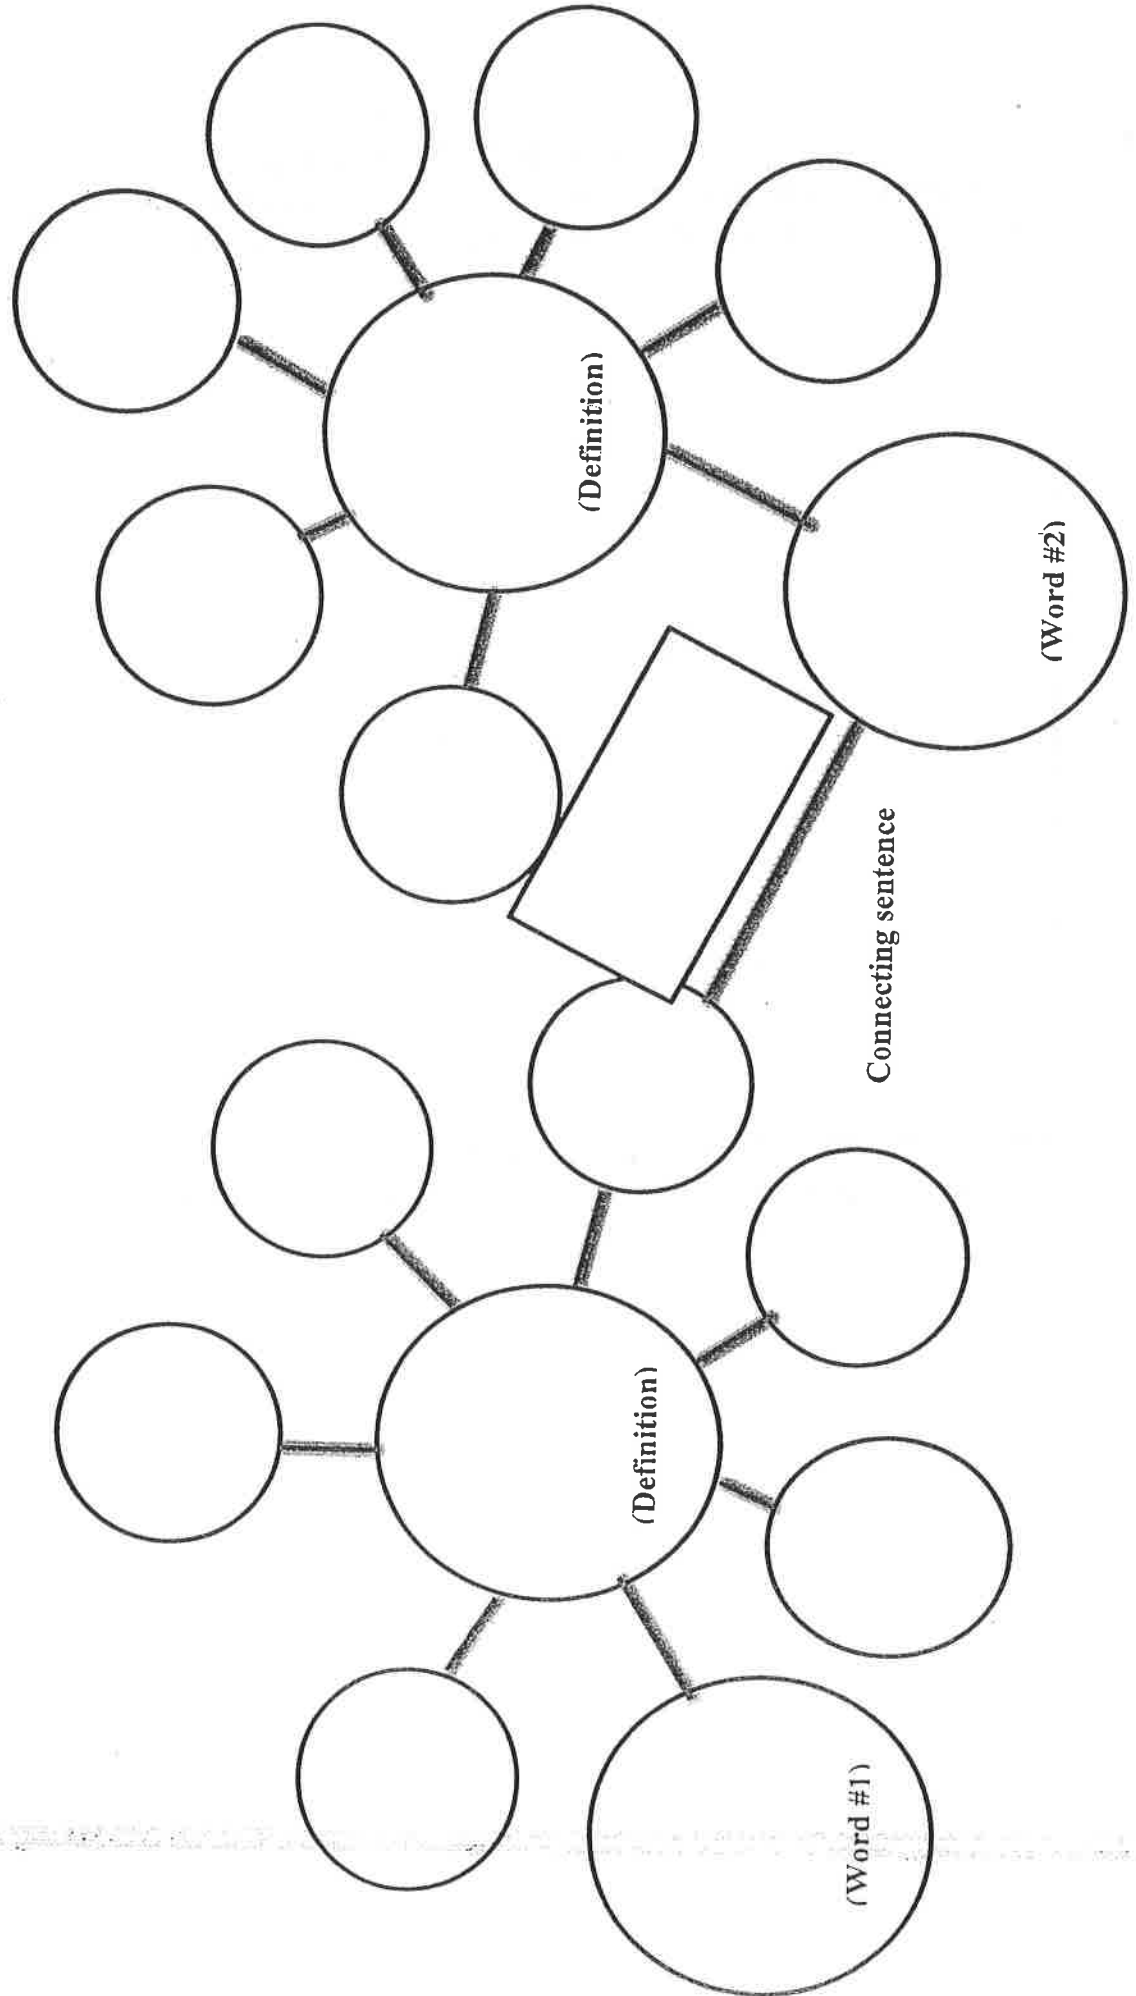 (Definition)
(Definition)
(Word #2)
Connecting sentence
(Word #1)